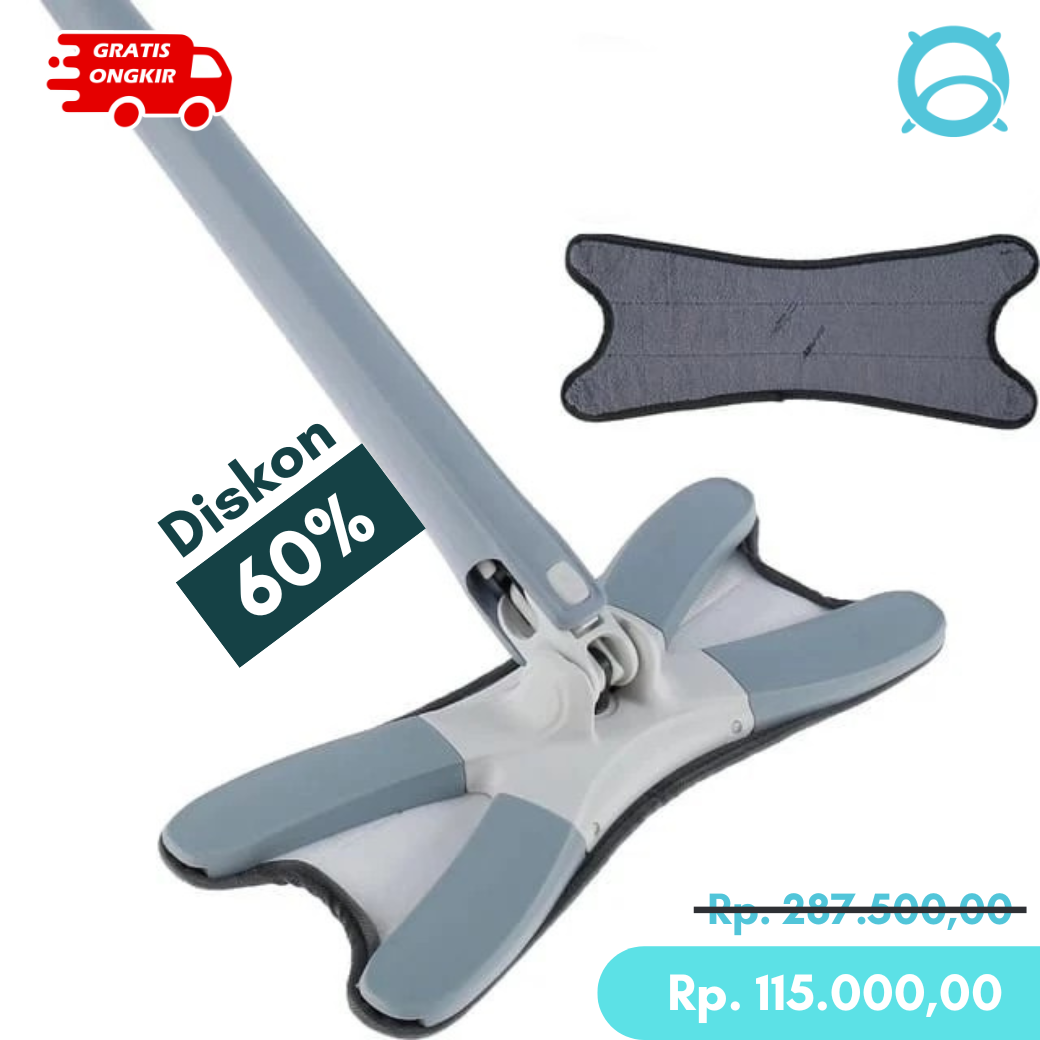 GRATIS
ONGKIR
Diskon
60%
Rp. 287.500,00
Rp. 115.000,00